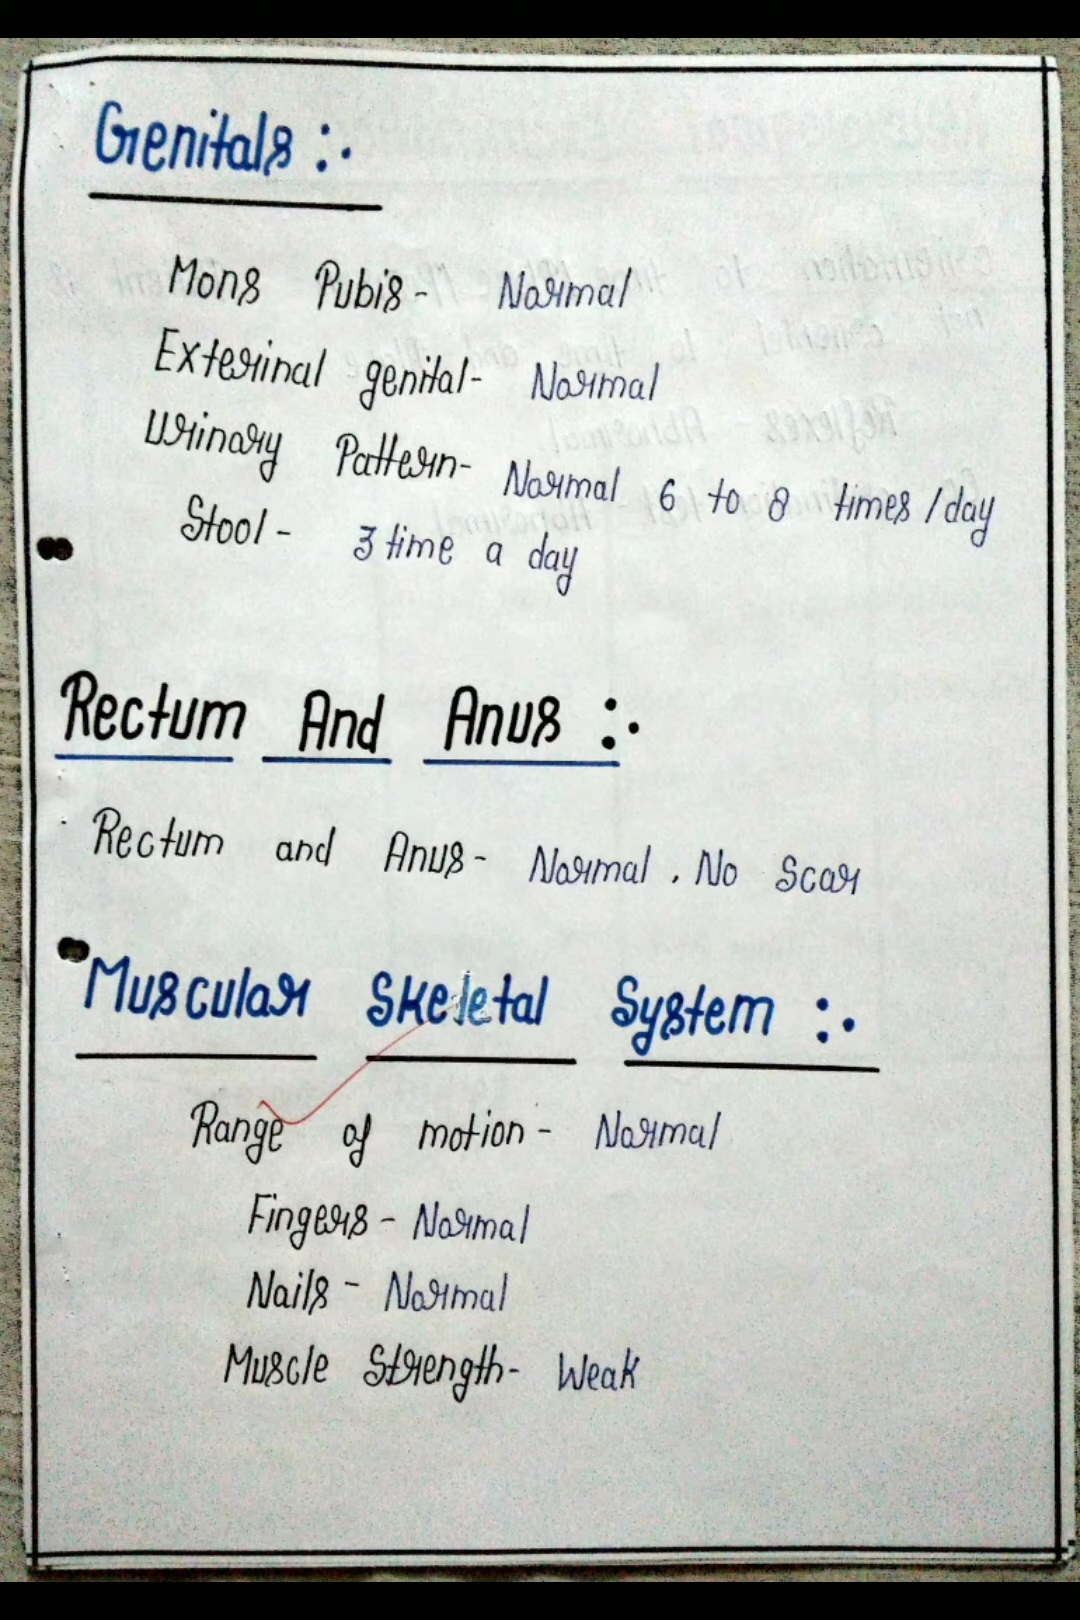 Genitals :.
Mons Pubis - Normal
External genital - Normal
Urinary Pattern - Normal 6 to 8 times / day
Stool - 3 time a day
Rectum And Anus :.
Rectum and Anus - Normal . No Scar
Muscular Skeletal System :.
Range of motion - Normal
Fingers - Normal
Nails - Normal
Muscle Strength - Weak